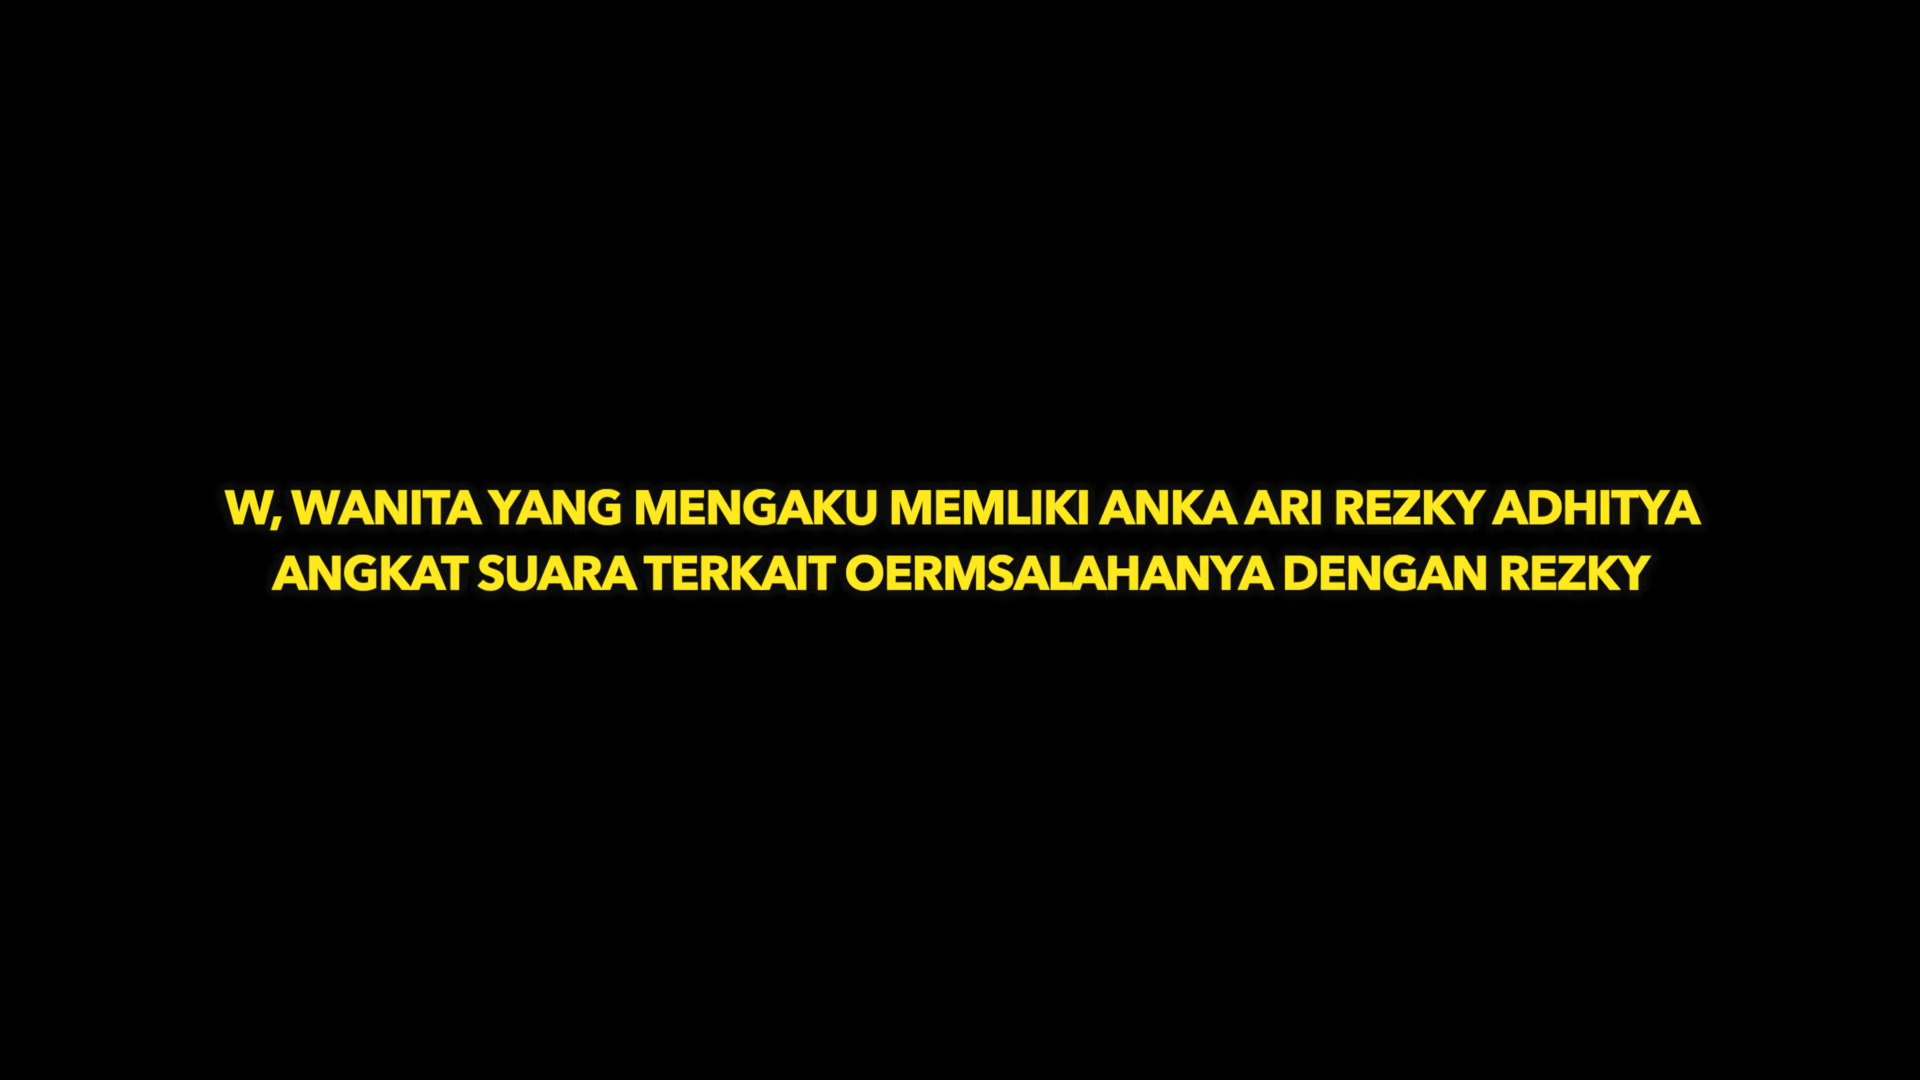 W, WANITA YANG MENGAKU MEMLIKI ANKA ARI REZKY ADHITYA
ANGKAT SUARA TERKAIT OERMSALAHANYA DENGAN REZKY